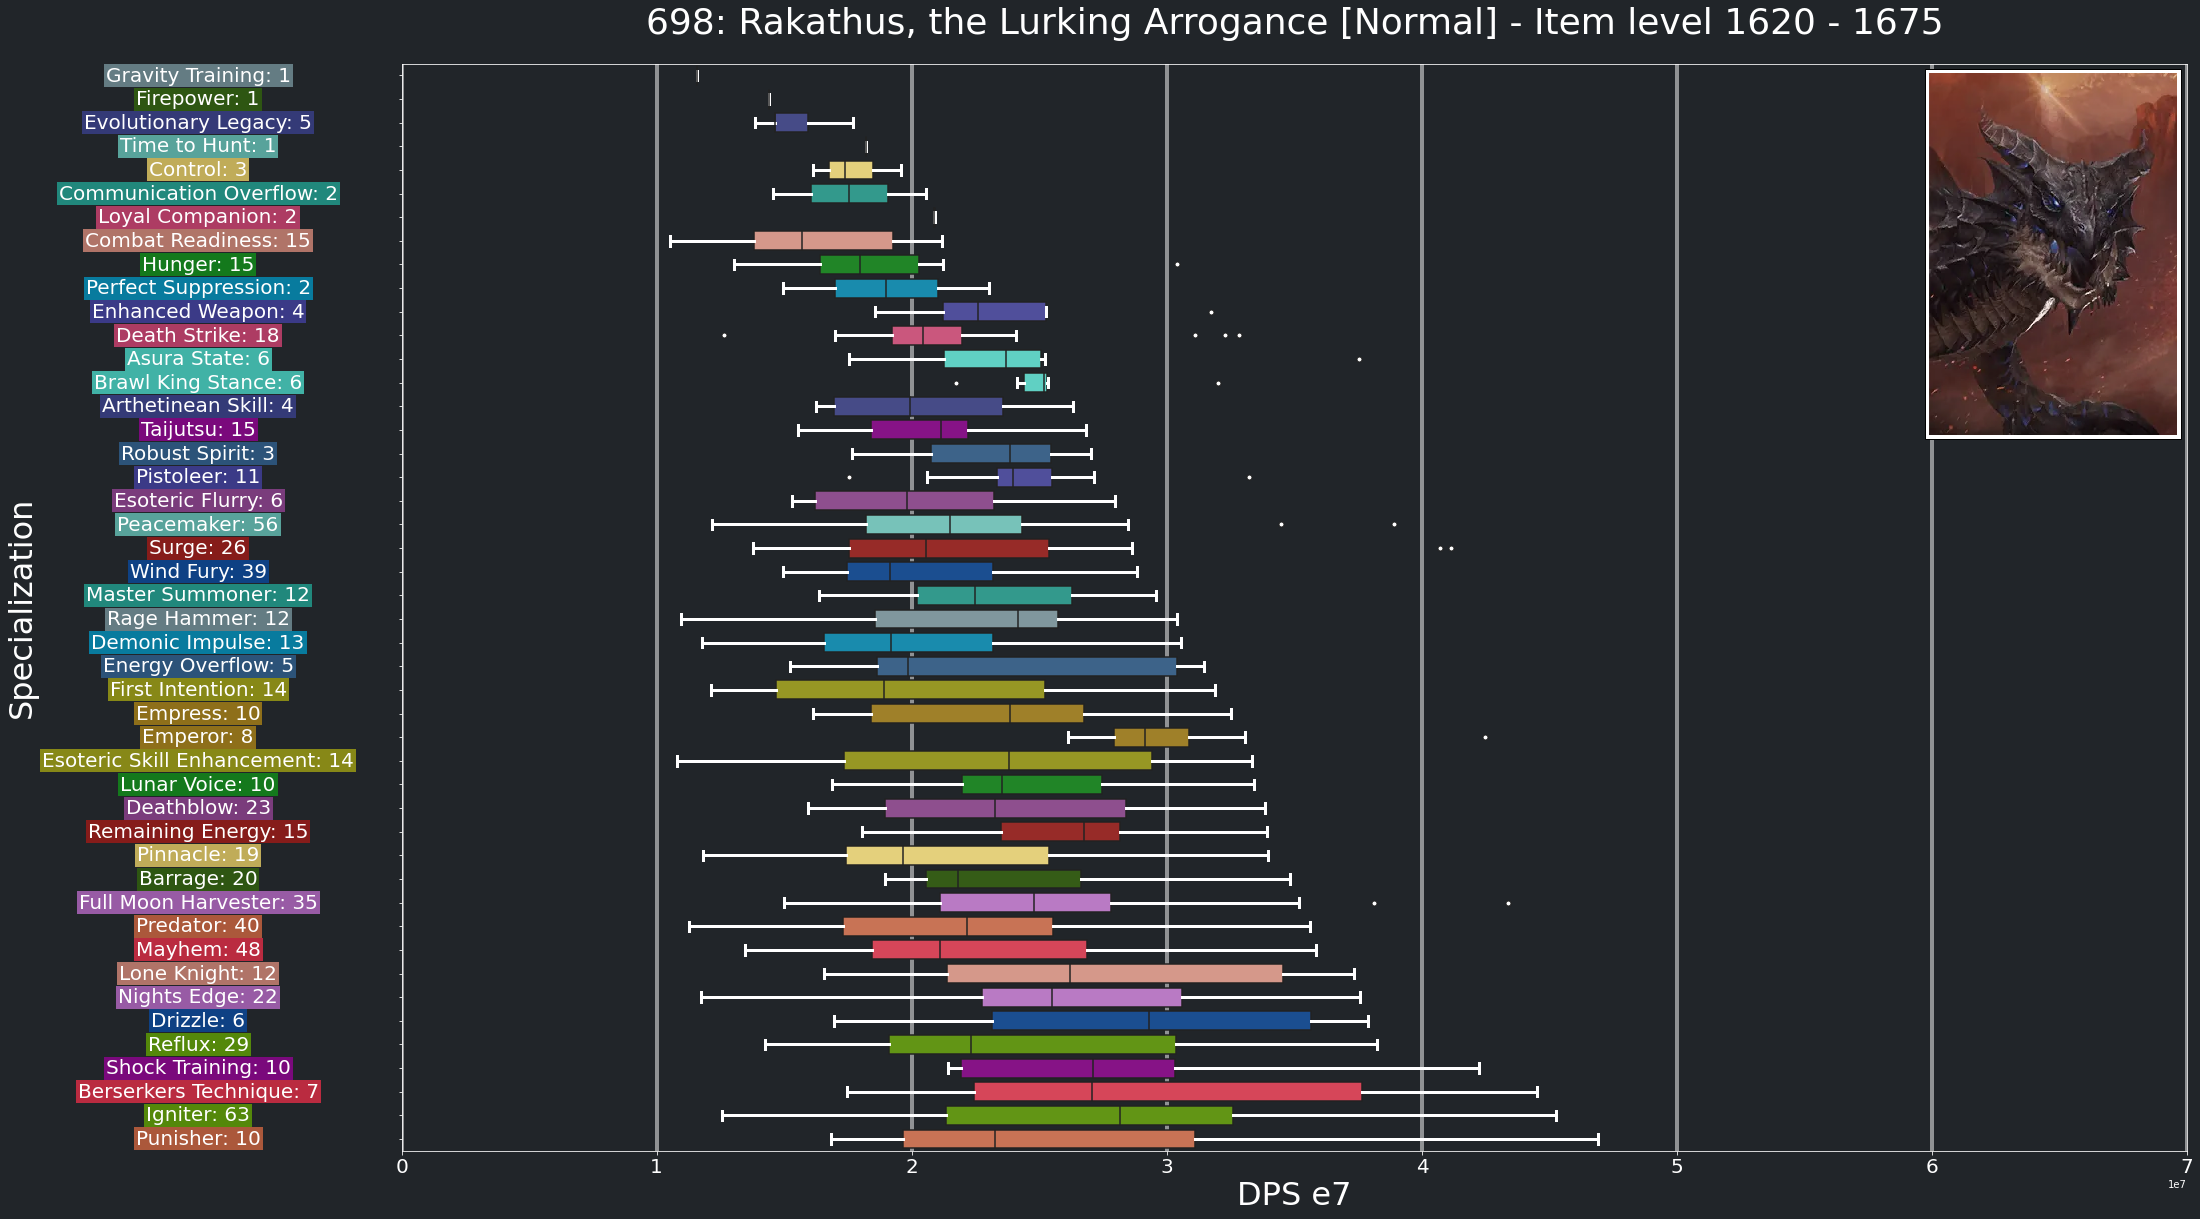 698: Rakathus, the Lurking Arrogance [Normal] - Item level 1620 - 1675
Gravity Training: 1
Firepower: 1
Evolutionary Legacy: 5
Time to Hunt: 1
Control: 3
Communication Overflow: 2
Loyal Companion: 2
Combat Readiness: 15
Hunger: 15
Perfect Suppression: 2
Enhanced Weapon: 4
Death Strike: 18
Asura State: 6
Brawl King Stance: 6
Arthetinean Skill: 4
Taijutsu: 15
Robust Spirit: 3
Pistoleer: 11
Esoteric Flurry: 6
Peacemaker: 56
Surge: 26
Wind Fury: 39
Master Summoner: 12
Rage Hammer: 12
Demonic Impulse: 13
Energy Overflow: 5
First Intention: 14
Empress: 10
Emperor: 8
Esoteric Skill Enhancement: 14
Lunar Voice: 10
Deathblow: 23
Remaining Energy: 15
Pinnacle: 19
Barrage: 20
Full Moon Harvester: 35
Predator: 40
Mayhem: 48
Lone Knight: 12
Nights Edge: 22
Drizzle: 6
Reflux: 29
Shock Training: 10
Berserkers Technique: 7
Igniter: 63
Punisher: 10
Specialization
0 1 2 3 4 5 6 7
1e7
DPS e7